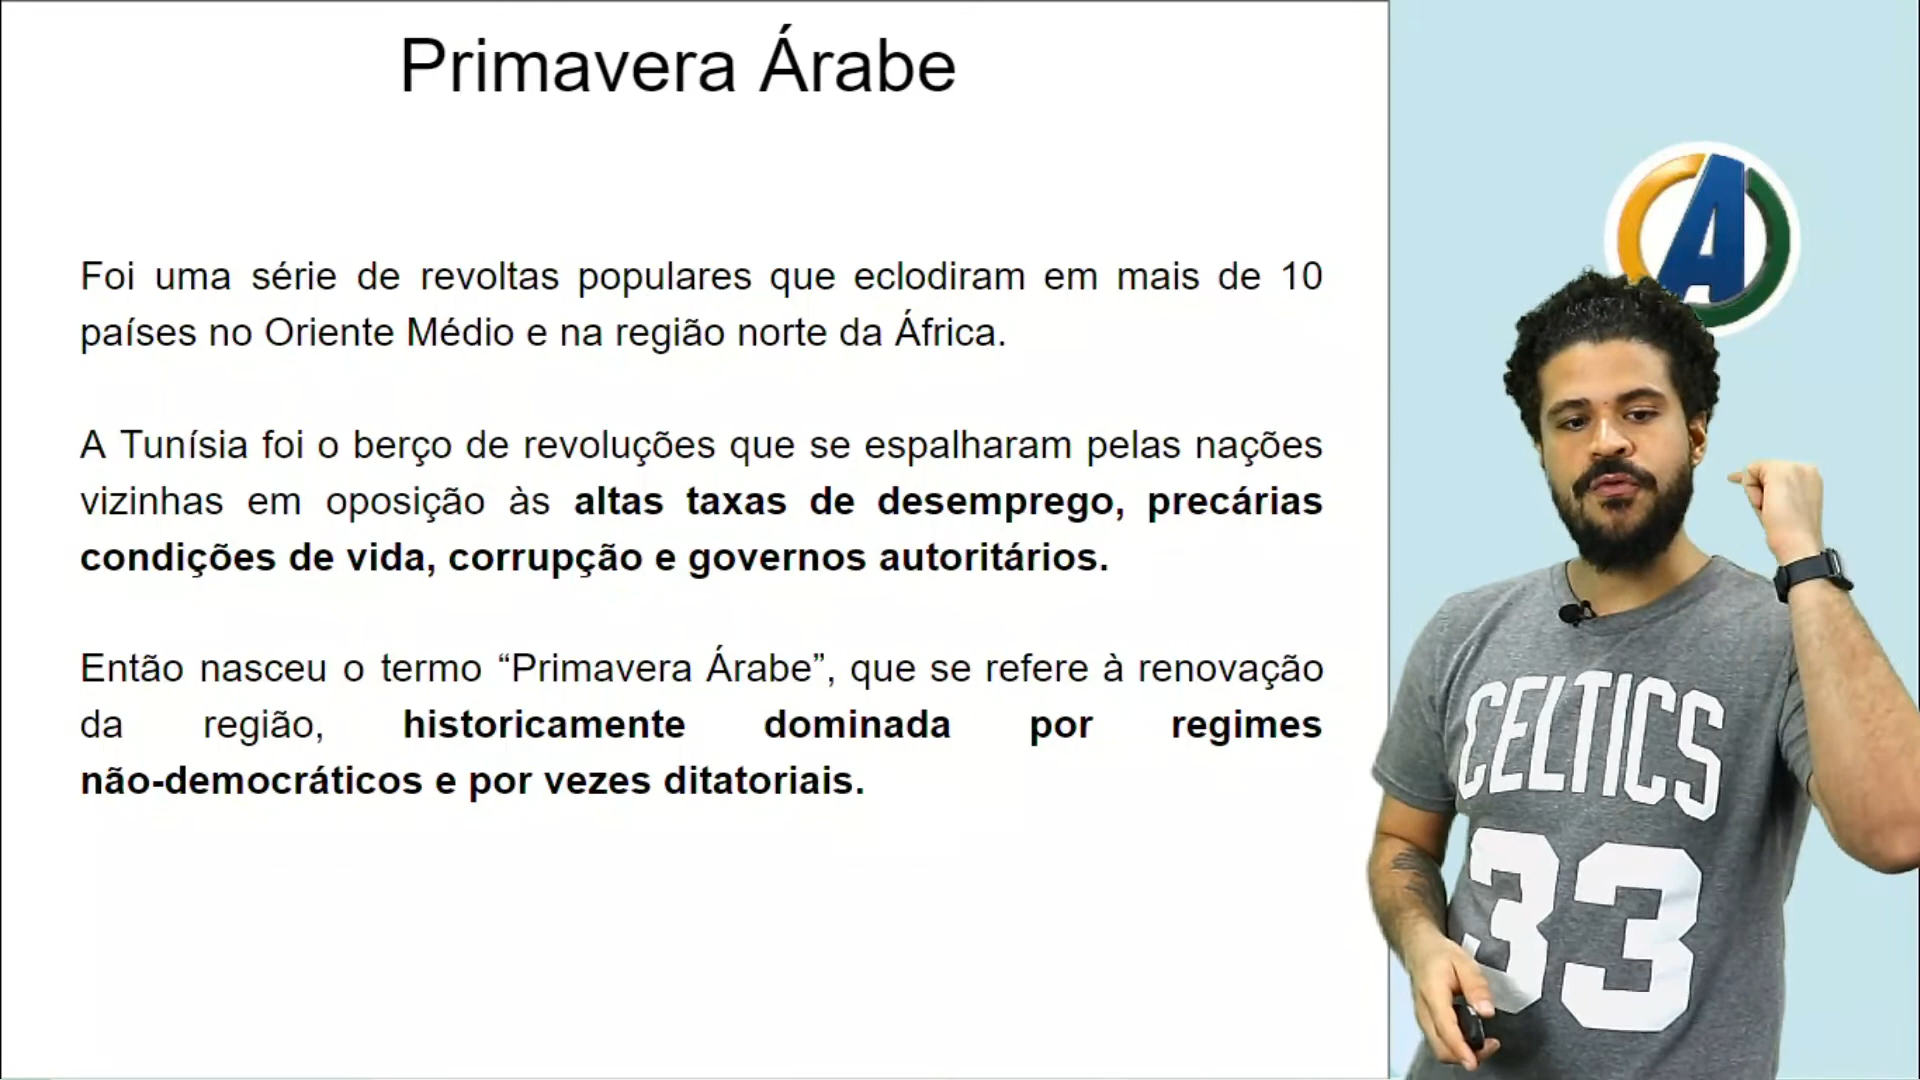 Primavera Árabe
Foi uma série de revoltas populares que eclodiram em mais de 10
países no Oriente Médio e na região norte da África.
A Tunísia foi o berço de revoluções que se espalharam pelas nações
vizinhas em oposição às altas taxas de desemprego, precárias
condições de vida, corrupção e governos autoritários.
Então nasceu o termo “Primavera Árabe”, que se refere à renovação
da região, historicamente dominada por regimes
não-democráticos e por vezes ditatoriais.
A
CELTICS
33